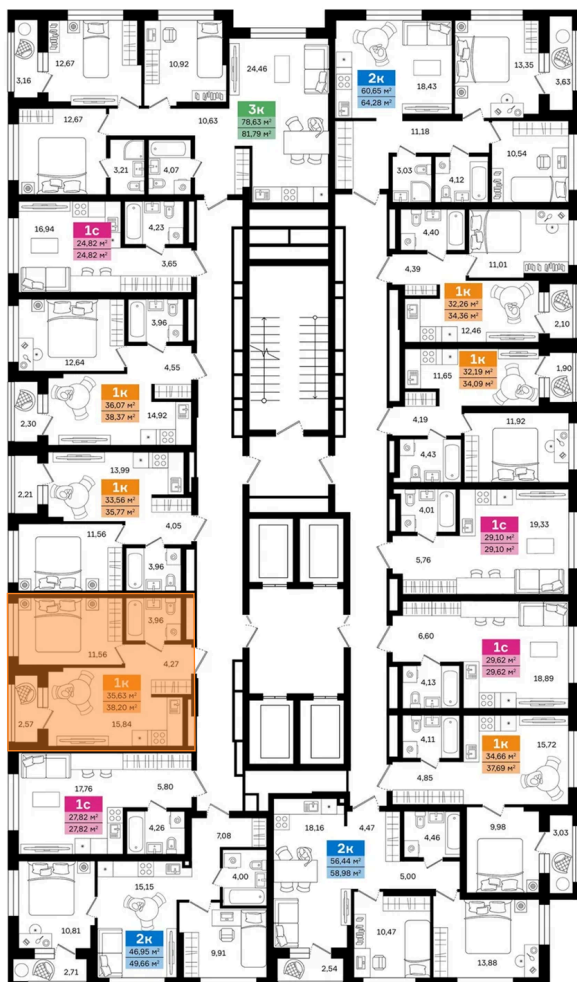 3,16
12,67
10,92
24,46
3к
78,63 м²
81,79 м²
12,67
10,63
3,21
4,07
2к
60,65 м²
64,28 м²
18,43
13,35
3,63
11,18
3,03
4,12
10,54
16,94
1с
24,82 м²
24,82 м²
4,23
3,65
4,40
4,39
11,01
1к
32,26 м²
34,36 м²
12,46
2,10
12,64
3,96
4,55
1к
36,07 м²
38,37 м²
14,92
2,30
11,65
1к
32,19 м²
34,09 м²
1,90
4,19
4,43
11,92
2,21
13,99
1к
33,56 м²
35,77 м²
4,05
11,56
3,96
4,01
1с
29,10 м²
29,10 м²
19,33
5,76
11,56
3,96
4,27
1к
35,63 м²
38,20 м²
2,57
15,84
6,60
4,13
1с
29,62 м²
29,62 м²
18,89
4,11
1к
34,66 м²
37,69 м²
15,72
4,85
17,76
1с
27,82 м²
27,82 м²
5,80
4,26
7,08
4,00
10,81
15,15
2к
46,95 м²
49,66 м²
2,71
9,91
18,16
4,47
2к
56,44 м²
58,98 м²
4,46
5,00
9,98
3,03
10,47
2,54
13,88